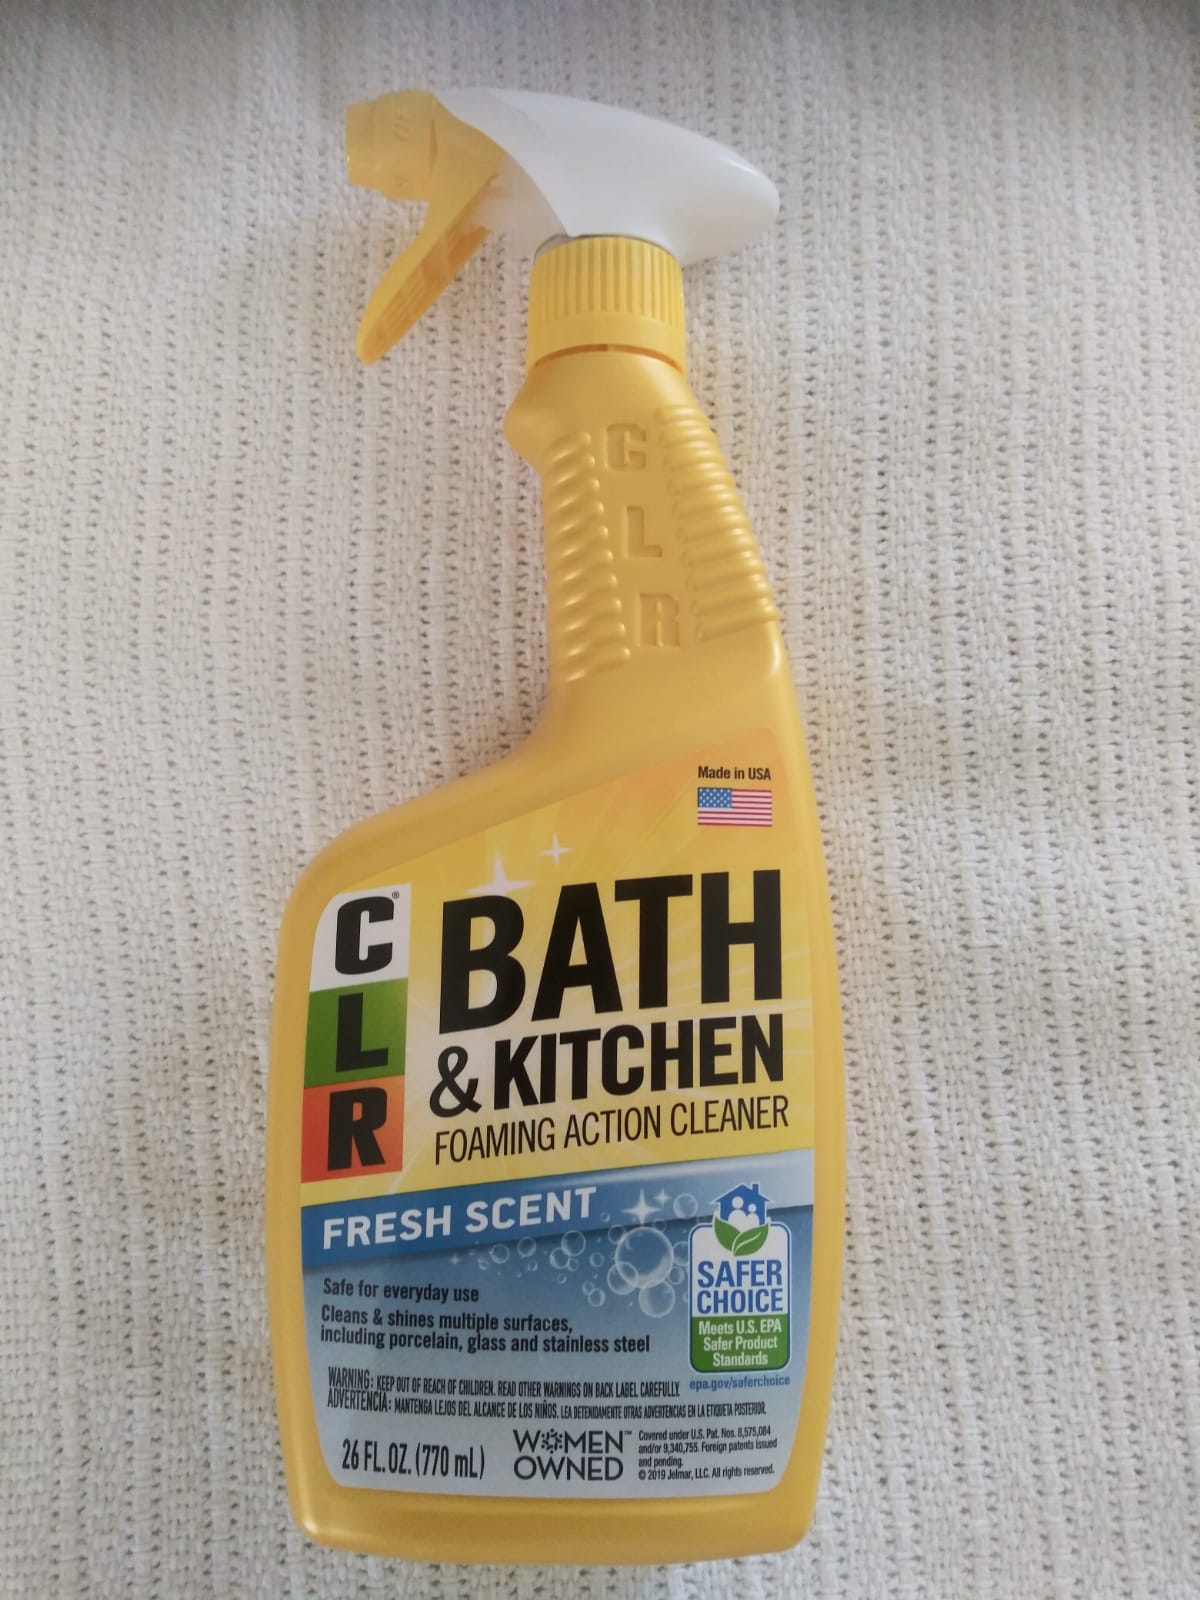 C
L
R
Made in USA
C®
L
R
BATH
& KITCHEN
FOAMING ACTION CLEANER
FRESH SCENT
Safe for everyday use
Cleans & shines multiple surfaces,
including porcelain, glass and stainless steel
SAFER
CHOICE
Meets U.S. EPA
Safer Product
Standards
epa.gov/saferchoice
WARNING: KEEP OUT OF REACH OF CHILDREN. READ OTHER WARNINGS ON BACK LABEL CAREFULLY.
ADVERTENCIA: MANTENGA LEJOS DEL ALCANCE DE LOS NIÑOS. LEA DETENIDAMENTE OTRAS ADVERTENCIAS EN LA ETIQUETA POSTERIOR.
26 FL. OZ. (770 mL)
WOMEN™
OWNED
Covered under U.S. Pat. Nos. 8,575,084
and/or 9,340,755. Foreign patents issued
and pending.
© 2019 Jelmar, LLC. All rights reserved.